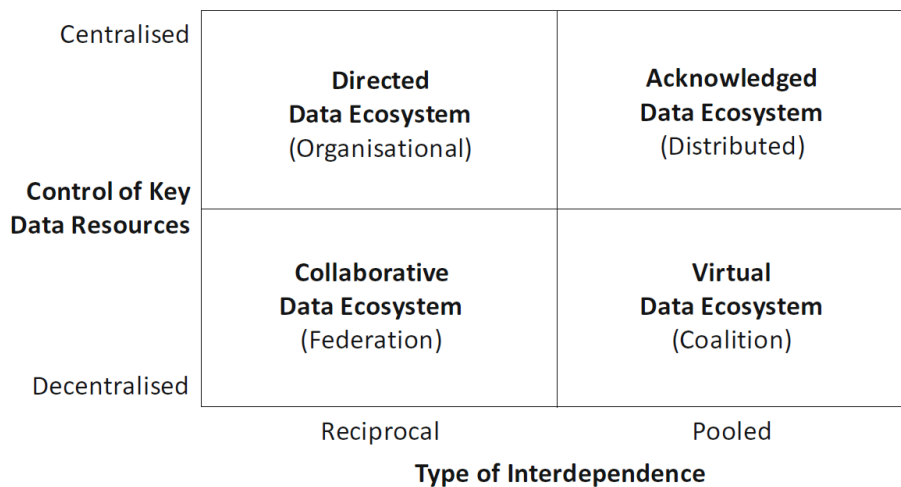 Centralised
Directed
Data Ecosystem
(Organisational)
Acknowledged
Data Ecosystem
(Distributed)
Control of Key
Data Resources
Collaborative
Data Ecosystem
(Federation)
Virtual
Data Ecosystem
(Coalition)
Decentralised
Reciprocal
Pooled
Type of Interdependence